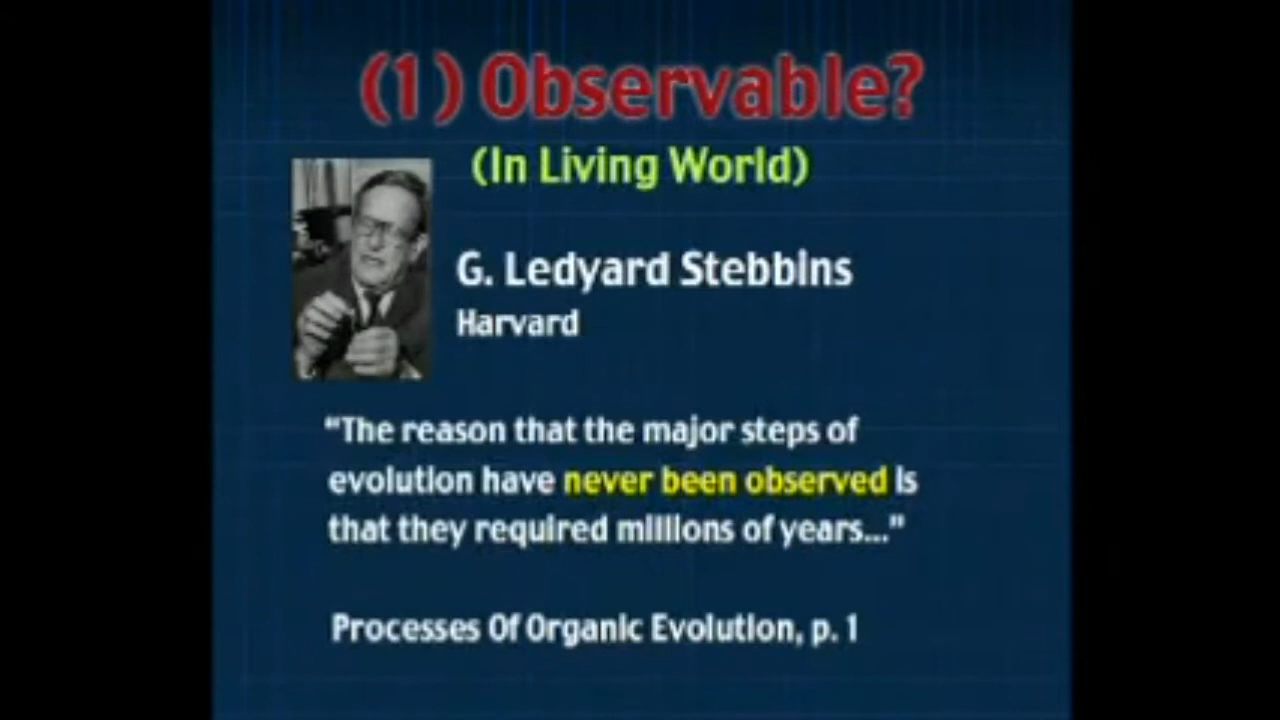 (1) Observable?
(In Living World)
G. Ledyard Stebbins
Harvard
“The reason that the major steps of
evolution have never been observed is
that they required millions of years...”
Processes Of Organic Evolution, p. 1